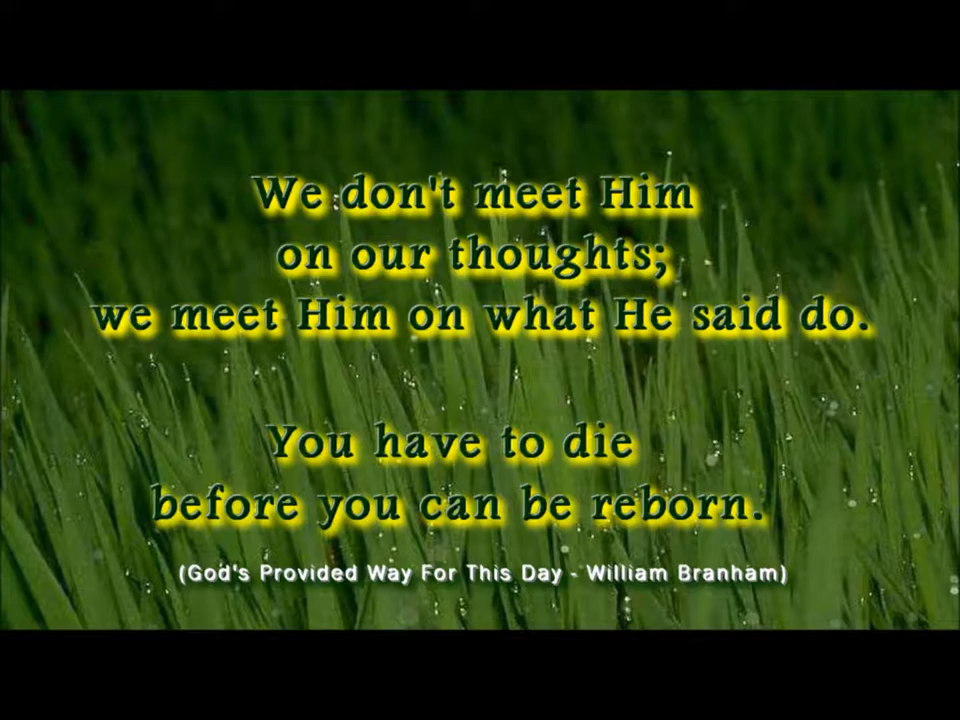 We don't meet Him
on our thoughts;
we meet Him on what He said do.
You have to die
before you can be reborn.
(God's Provided Way For This Day - William Branham)